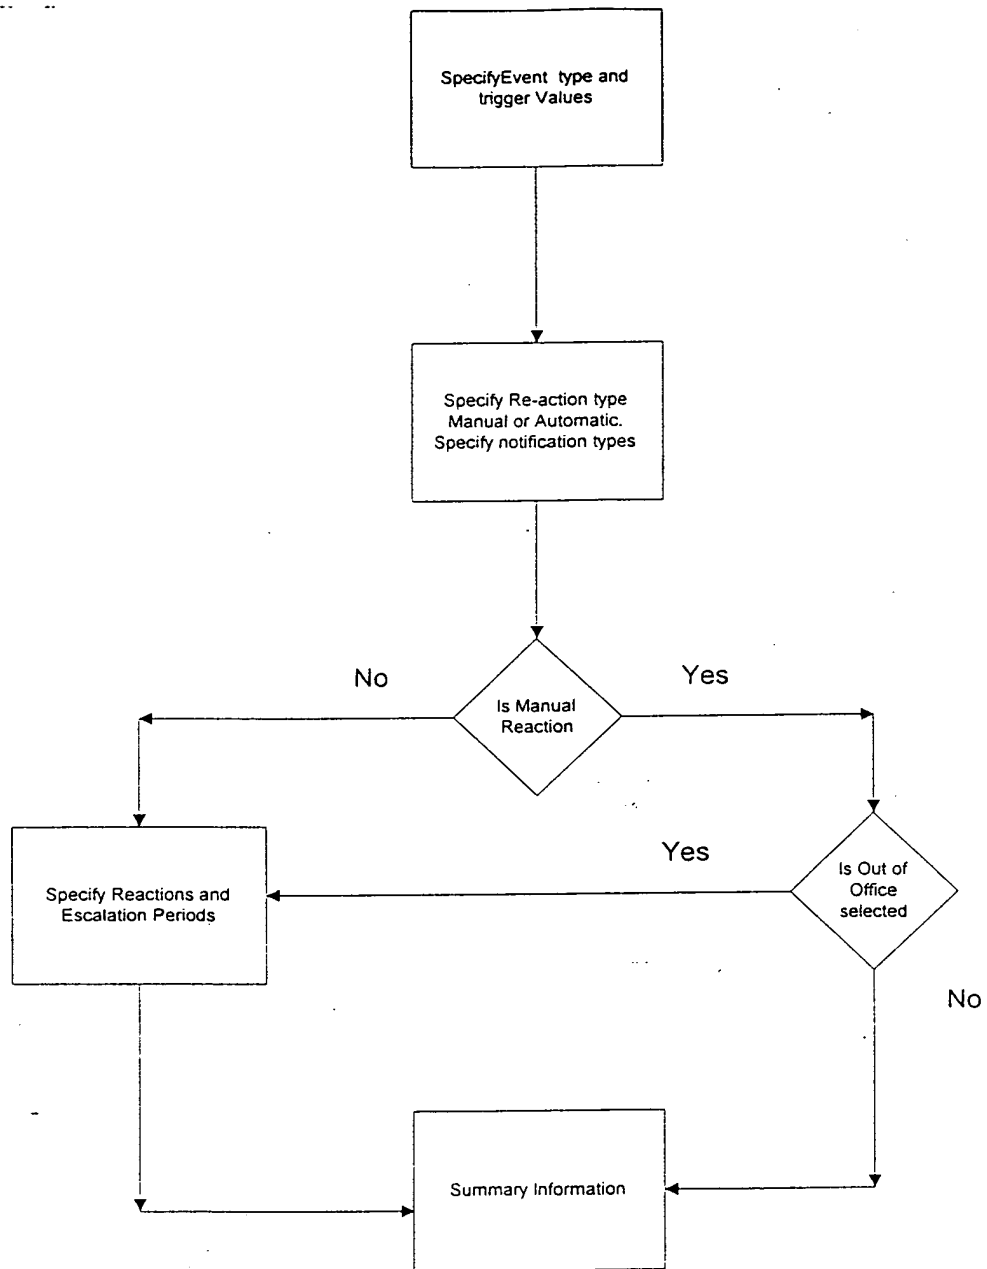 SpecifyEvent type and
trigger Values
Specify Re-action type
Manual or Automatic.
Specify notification types
No
Yes
Is Manual
Reaction
Yes
Is Out of
Office
selected
Specify Reactions and
Escalation Periods
No
Summary Information